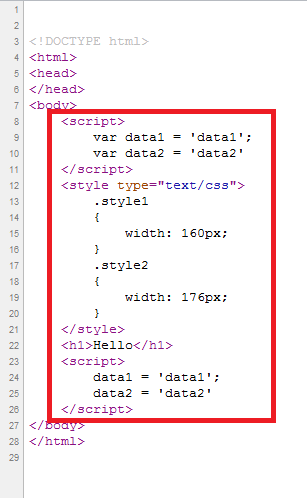 1
2
3 <!DOCTYPE html>
4 <html>
5 <head>
6 </head>
7 <body>
8     <script>
9         var data1 = 'data1';
10         var data2 = 'data2'
11     </script>
12     <style type="text/css">
13         .style1
14         {
15             width: 160px;
16         }
17         .style2
18         {
19             width: 176px;
20         }
21     </style>
22     <h1>Hello</h1>
23     <script>
24         data1 = 'data1';
25         data2 = 'data2'
26     </script>
27 </body>
28 </html>
29